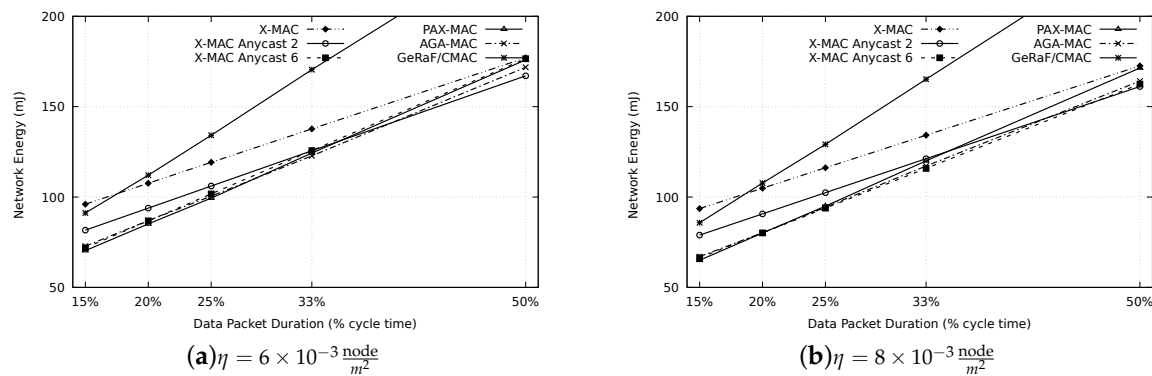 200
150
100
50
15% 20% 25% 33% 50%
Network Energy (mJ)
Data Packet Duration (% cycle time)
X-MAC
X-MAC Anycast 2
X-MAC Anycast 6
PAX-MAC
AGA-MAC
GeRaF/CMAC
(a) η = 6 × 10⁻³ node/m²
200
150
100
50
15% 20% 25% 33% 50%
Network Energy (mJ)
Data Packet Duration (% cycle time)
X-MAC
X-MAC Anycast 2
X-MAC Anycast 6
PAX-MAC
AGA-MAC
GeRaF/CMAC
(b) η = 8 × 10⁻³ node/m²